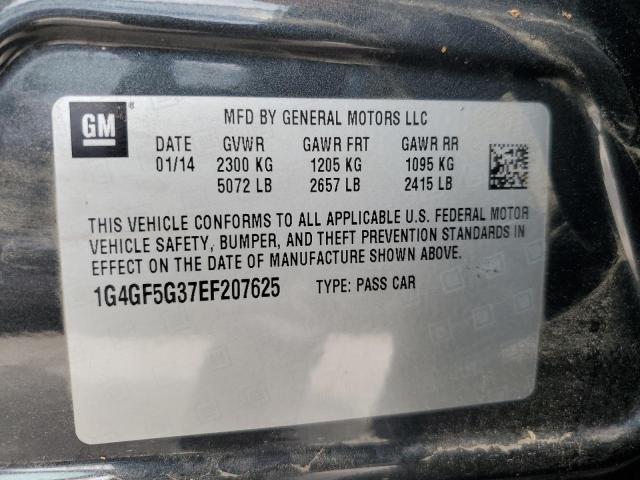 GM
MFD BY GENERAL MOTORS LLC
DATE GVWR GAWR FRT GAWR RR
01/14 2300 KG 1205 KG 1095 KG
5072 LB 2657 LB 2415 LB
THIS VEHICLE CONFORMS TO ALL APPLICABLE U.S. FEDERAL MOTOR
VEHICLE SAFETY, BUMPER, AND THEFT PREVENTION STANDARDS IN
EFFECT ON THE DATE OF MANUFACTURE SHOWN ABOVE.
1G4GF5G37EF207625 TYPE: PASS CAR